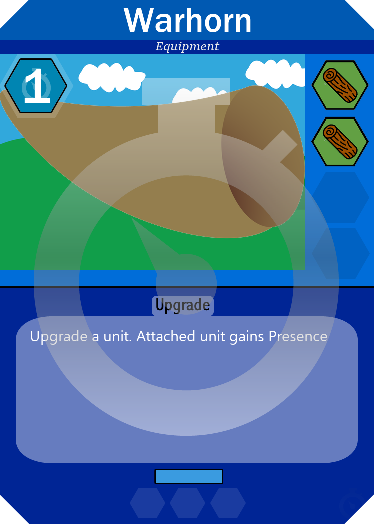 Warhorn
Equipment
1
Upgrade
Upgrade a unit. Attached unit gains Presence